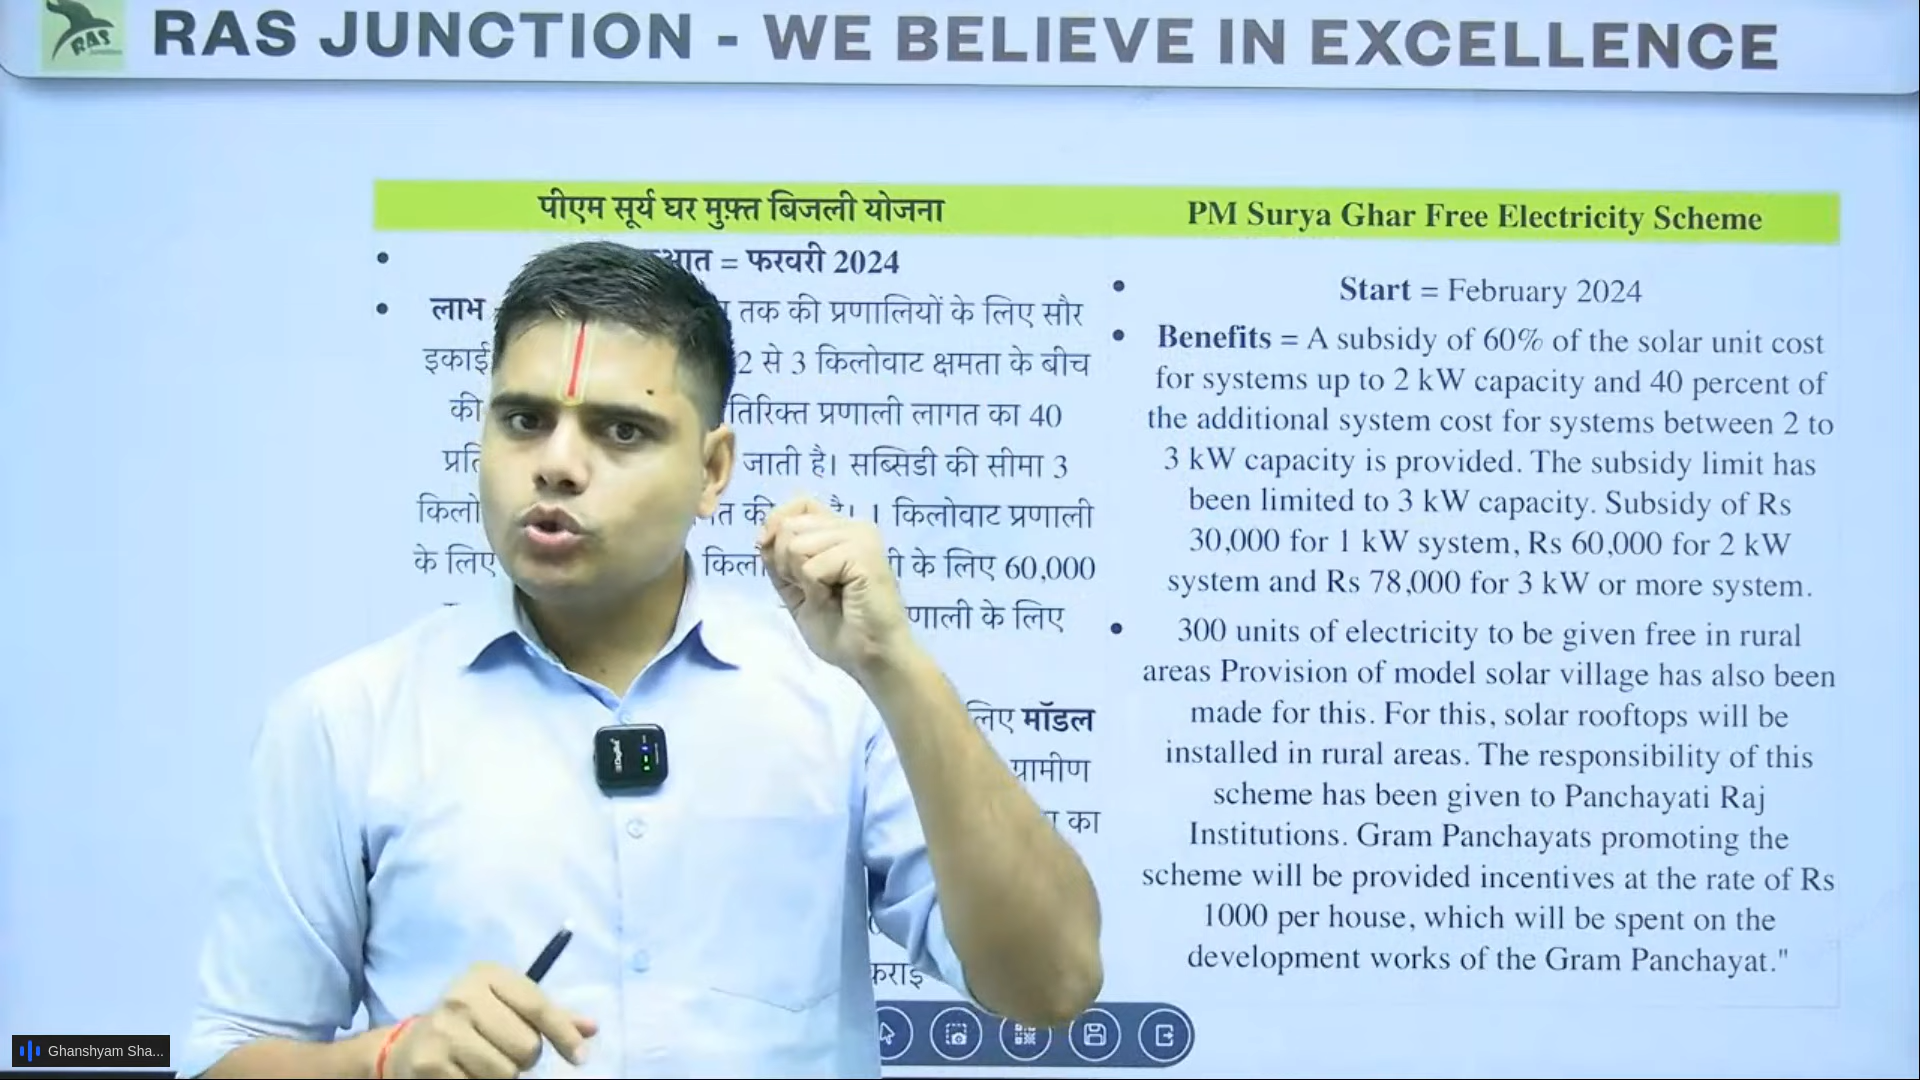 RAS
RAS JUNCTION - WE BELIEVE IN EXCELLENCE
पीएम सूर्य घर मुफ़्त बिजली योजना
= फरवरी 2024
लाभ तक की प्रणालियों के लिए सौर
इकाई 2 से 3 किलोवाट क्षमता के बीच
की प्रणाली लागत का 40
जाती है। सब्सिडी की सीमा 3
1 किलोवाट प्रणाली
के लिए के लिए 60,000
के लिए
मॉडल
ग्रामीण
का
PM Surya Ghar Free Electricity Scheme
Start = February 2024
Benefits = A subsidy of 60% of the solar unit cost
for systems up to 2 kW capacity and 40 percent of
the additional system cost for systems between 2 to
3 kW capacity is provided. The subsidy limit has
been limited to 3 kW capacity. Subsidy of Rs
30,000 for 1 kW system, Rs 60,000 for 2 kW
system and Rs 78,000 for 3 kW or more system.
300 units of electricity to be given free in rural
areas Provision of model solar village has also been
made for this. For this, solar rooftops will be
installed in rural areas. The responsibility of this
scheme has been given to Panchayati Raj
Institutions. Gram Panchayats promoting the
scheme will be provided incentives at the rate of Rs
1000 per house, which will be spent on the
development works of the Gram Panchayat."
Ghanshyam Sha...